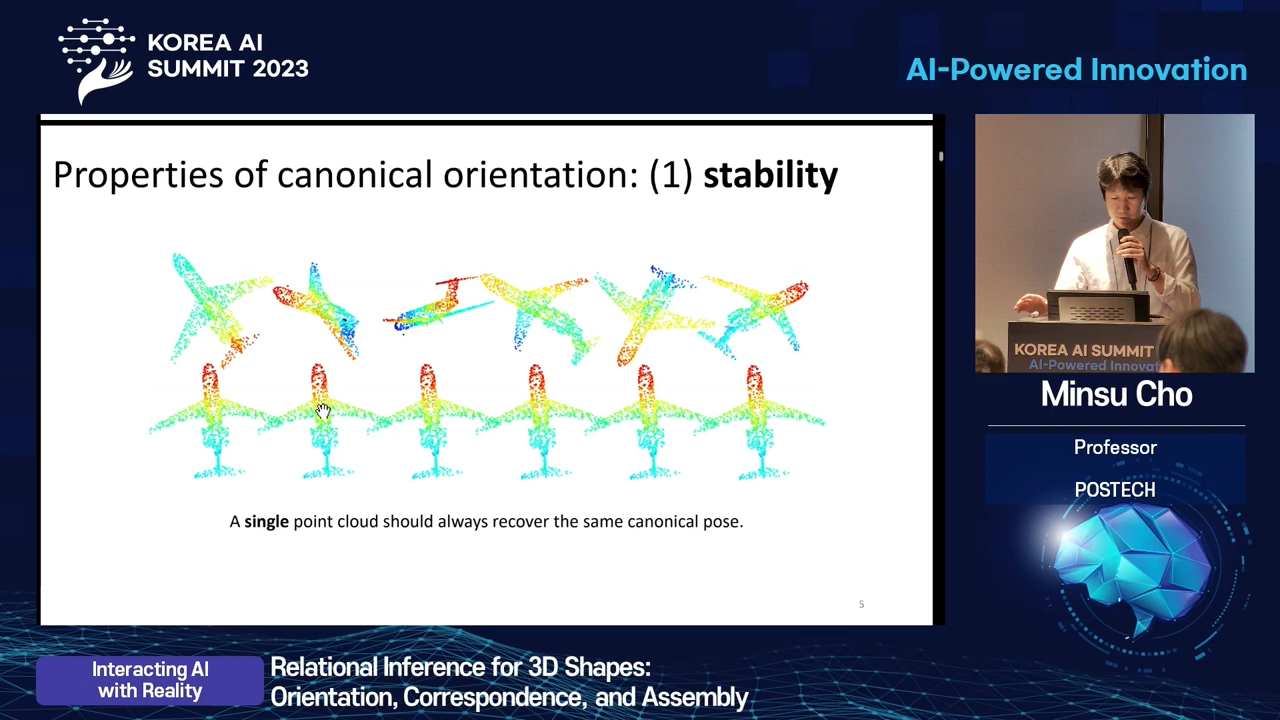 KOREA AI
SUMMIT 2023
AI-Powered Innovation
Properties of canonical orientation: (1) stability
A single point cloud should always recover the same canonical pose.
5
KOREA AI SUMMIT
AI-Powered Innovat
Minsu Cho
Professor
POSTECH
Interacting AI
with Reality
Relational Inference for 3D Shapes:
Orientation, Correspondence, and Assembly